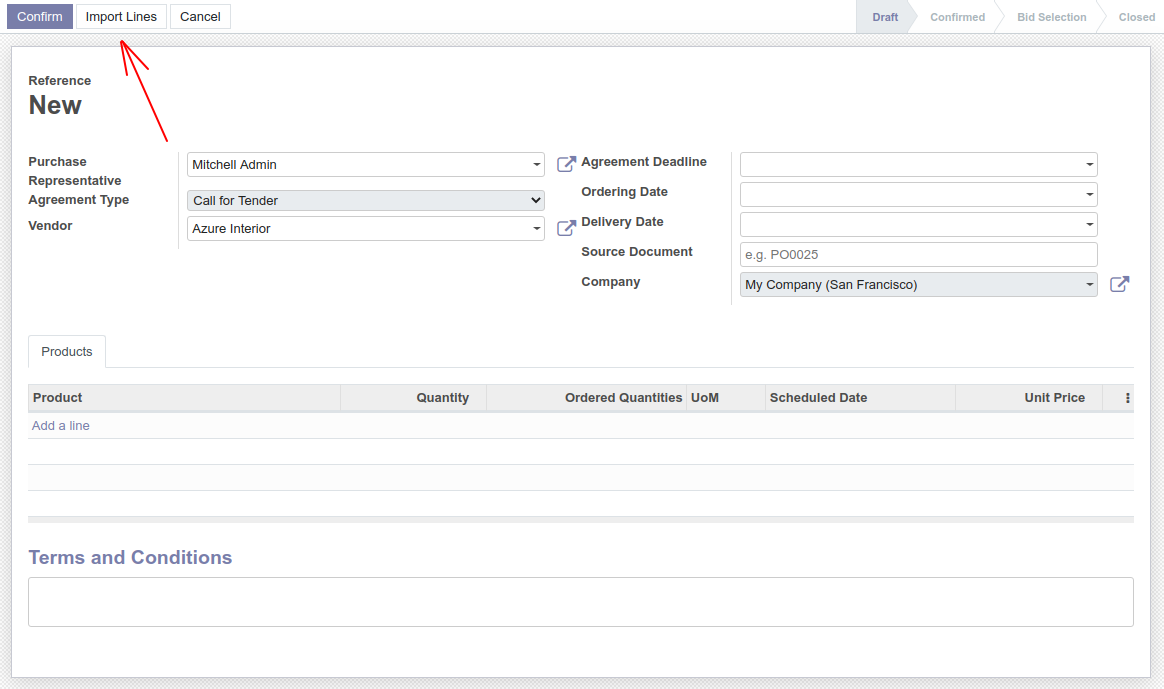 Confirm Import Lines Cancel Draft Confirmed Bid Selection Closed
Reference
New
Purchase Representative Mitchell Admin
Agreement Type Call for Tender
Vendor Azure Interior
Agreement Deadline
Ordering Date
Delivery Date
Source Document e.g. PO0025
Company My Company (San Francisco)
Products
Product Quantity Ordered Quantities UoM Scheduled Date Unit Price
Add a line
Terms and Conditions